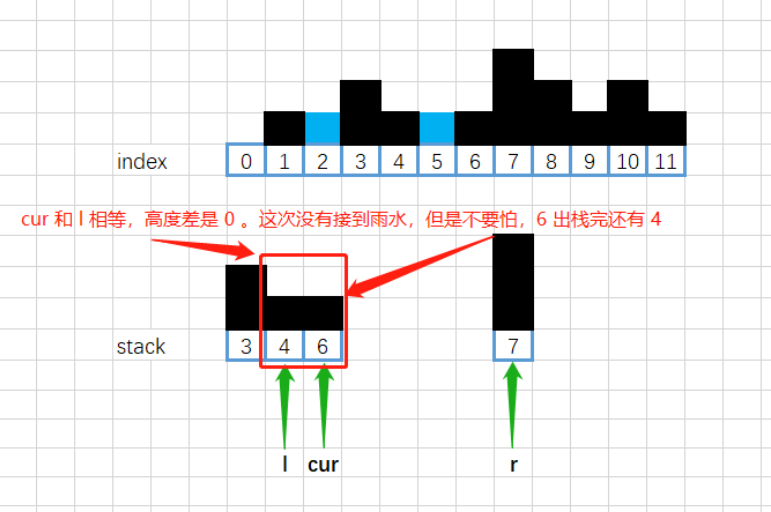 index 0 1 2 3 4 5 6 7 8 9 10 11
cur 和 l 相等，高度差是 0 。这次没有接到雨水，但是不要怕，6 出栈完还有 4
stack 3 4 6 7
l cur r